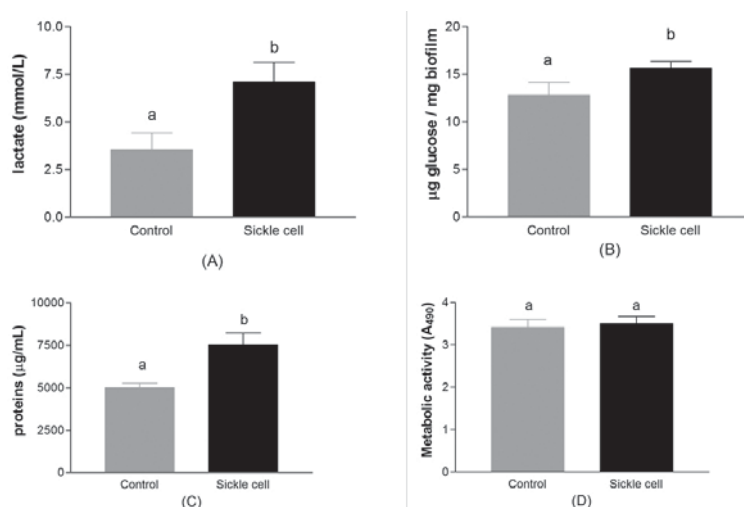 lactate (mmol/L)
10.0
7.5
5.0
2.5
0.0
a
b
Control
Sickle cell
(A)
μg glucose / mg biofilm
20
15
10
5
0
a
b
Control
Sickle cell
(B)
proteins (μg/mL)
10000
7500
5000
2500
0
a
b
Control
Sickle cell
(C)
Metabolic activity (A490)
4
3
2
1
0
a
a
Control
Sickle cell
(D)